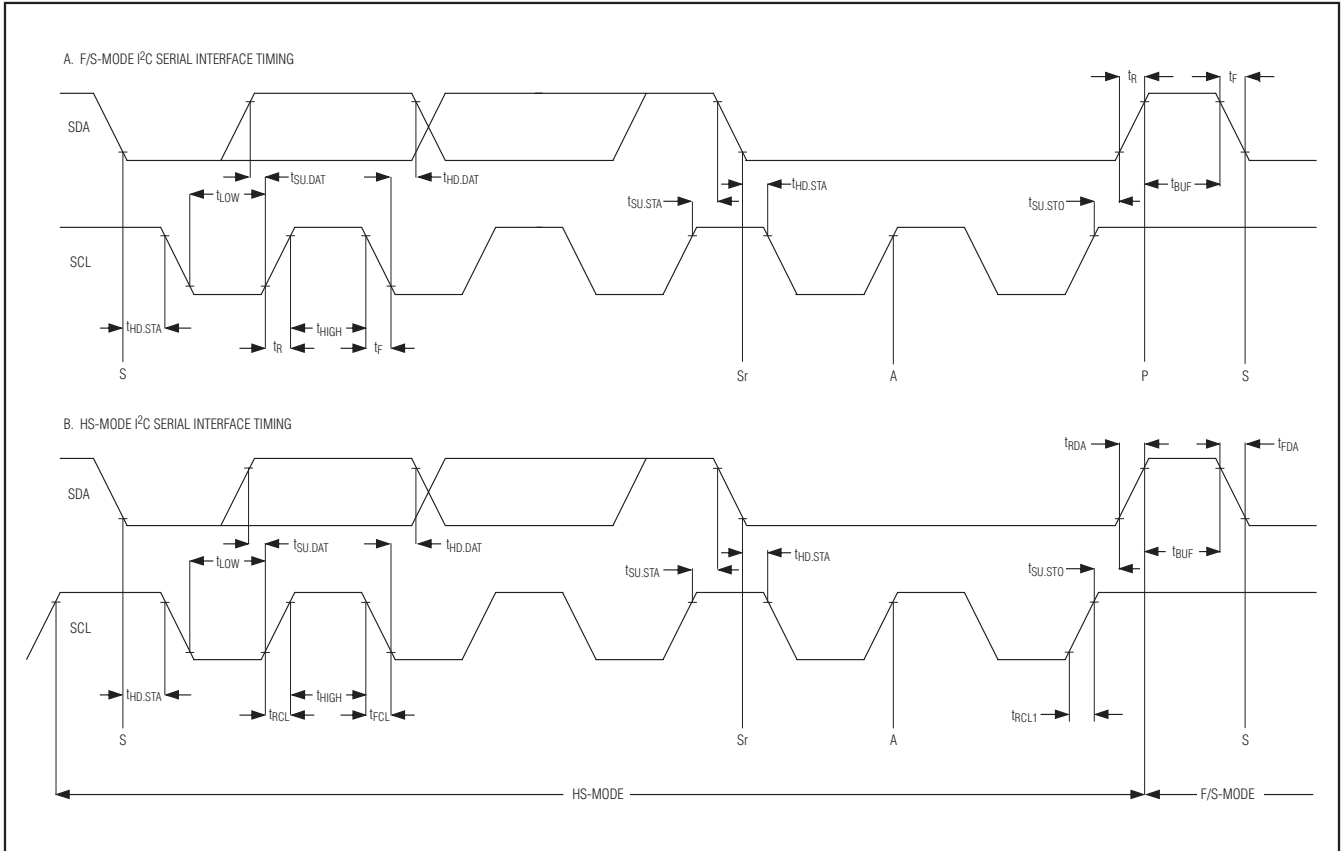 A. F/S-MODE I²C SERIAL INTERFACE TIMING
tR
tF
SDA
tSU.DAT
tHD.DAT
tLOW
tHD.STA
tBUF
tSU.STA
tSU.STO
SCL
tHD.STA
tHIGH
tR
tF
S
Sr
A
P
S
B. HS-MODE I²C SERIAL INTERFACE TIMING
tRDA
tFDA
SDA
tSU.DAT
tHD.DAT
tLOW
tHD.STA
tBUF
tSU.STA
tSU.STO
SCL
tHD.STA
tHIGH
tRCL
tFCL
tRCL1
S
Sr
A
S
HS-MODE
F/S-MODE